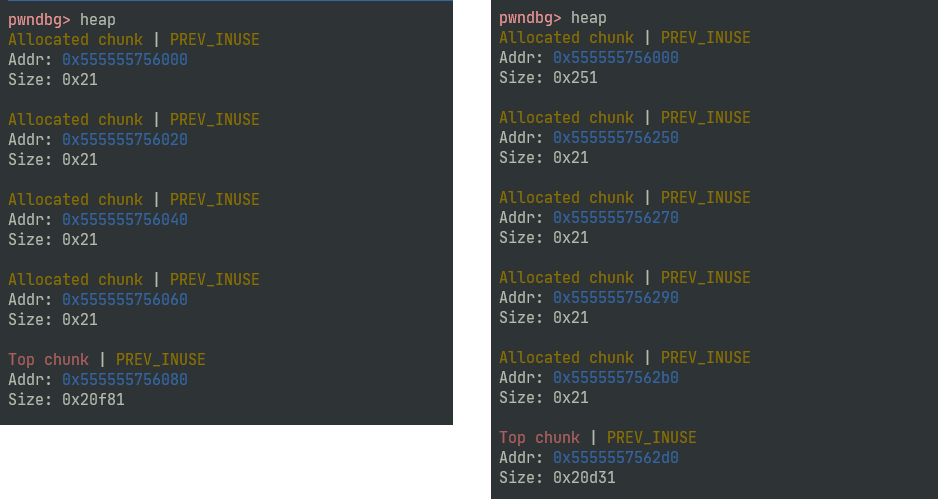 pwndbg> heap
Allocated chunk | PREV_INUSE
Addr: 0x555555756000
Size: 0x21
Allocated chunk | PREV_INUSE
Addr: 0x555555756020
Size: 0x21
Allocated chunk | PREV_INUSE
Addr: 0x555555756040
Size: 0x21
Allocated chunk | PREV_INUSE
Addr: 0x555555756060
Size: 0x21
Top chunk | PREV_INUSE
Addr: 0x555555756080
Size: 0x20f81
pwndbg> heap
Allocated chunk | PREV_INUSE
Addr: 0x555555756000
Size: 0x251
Allocated chunk | PREV_INUSE
Addr: 0x555555756250
Size: 0x21
Allocated chunk | PREV_INUSE
Addr: 0x555555756270
Size: 0x21
Allocated chunk | PREV_INUSE
Addr: 0x555555756290
Size: 0x21
Allocated chunk | PREV_INUSE
Addr: 0x5555557562b0
Size: 0x21
Top chunk | PREV_INUSE
Addr: 0x5555557562d0
Size: 0x20d31